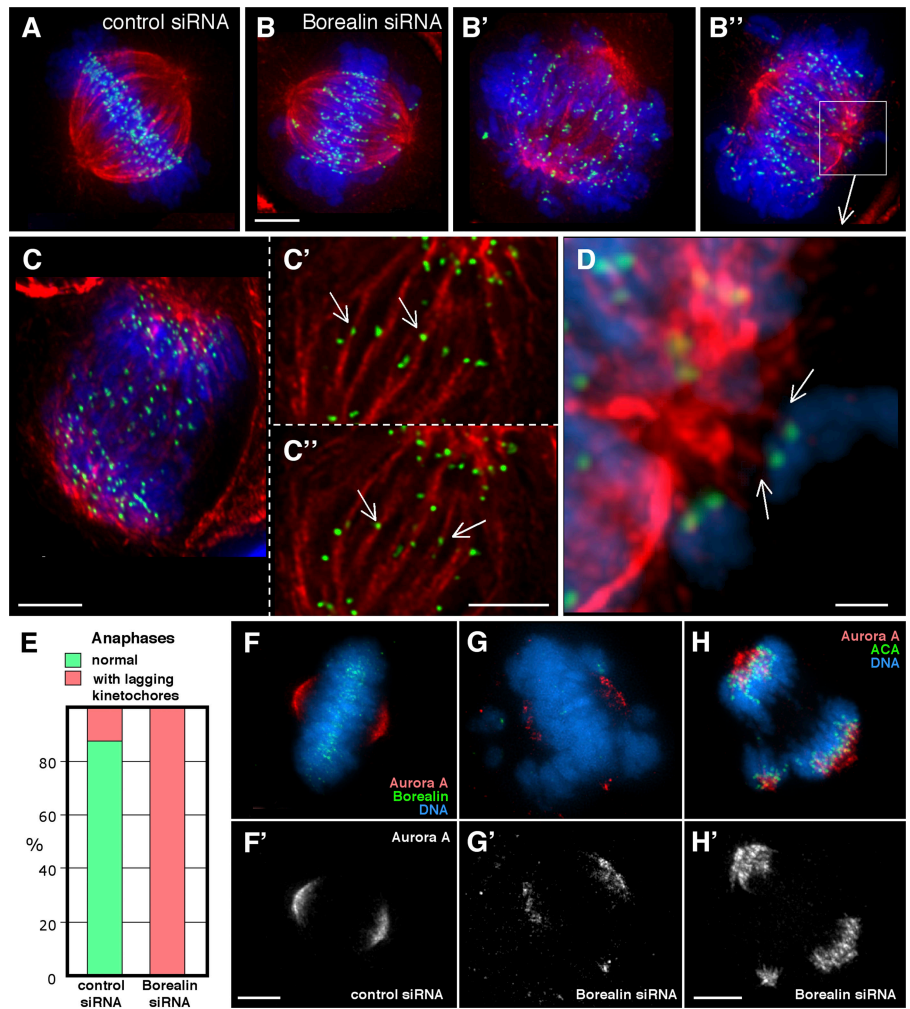 A
control siRNA
B
Borealin siRNA
B'
B''
C
C'
C''
D
E
Anaphases
normal
with lagging
kinetochores
80
60
%
40
20
0
control
siRNA
Borealin
siRNA
F
Aurora A
Borealin
DNA
G
H
Aurora A
ACA
DNA
F'
Aurora A
control siRNA
G'
Borealin siRNA
H'
Borealin siRNA